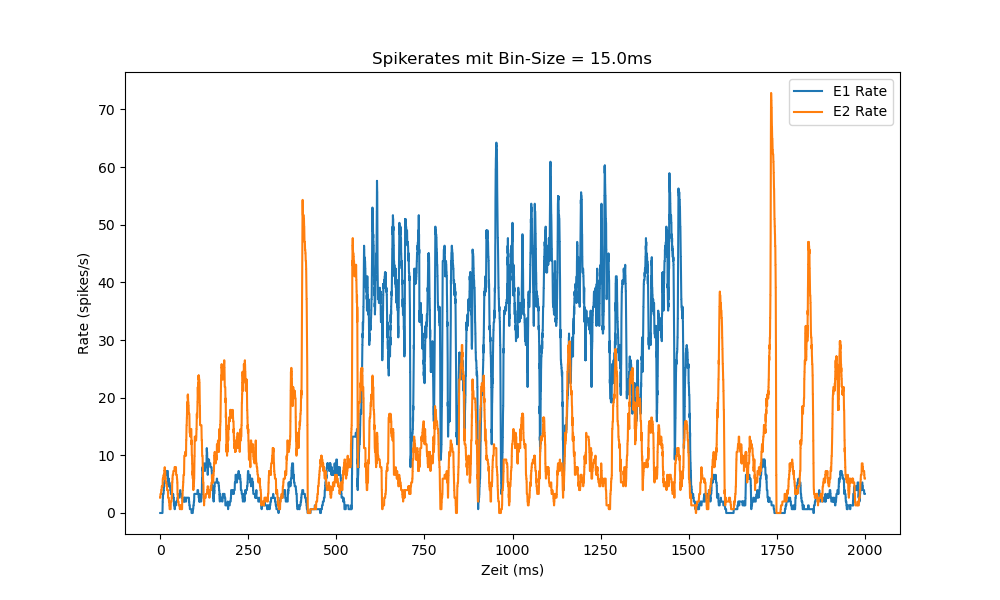 Spikerates mit Bin-Size = 15.0ms
E1 Rate
E2 Rate
Rate (spikes/s)
70
60
50
40
30
20
10
0
0 250 500 750 1000 1250 1500 1750 2000
Zeit (ms)